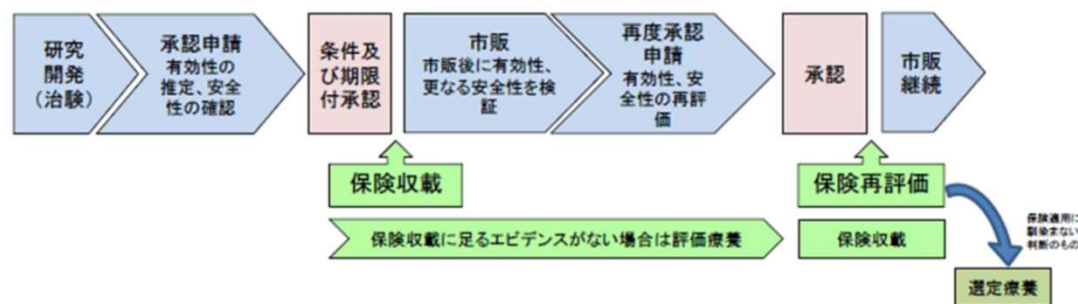 研究
開発
(治験)
承認申請
有効性の
推定、安全
性の確認
条件及
び期限
付承認
市販
市販後に有効性、
更なる安全性を検
証
再度承認
申請
有効性、安
全性の再評
価
承認
市販
継続
保険収載
保険再評価
保険収載に足るエビデンスがない場合は評価療養
保険収載
保険適用に
馴染まない
判断のもの
選定療養